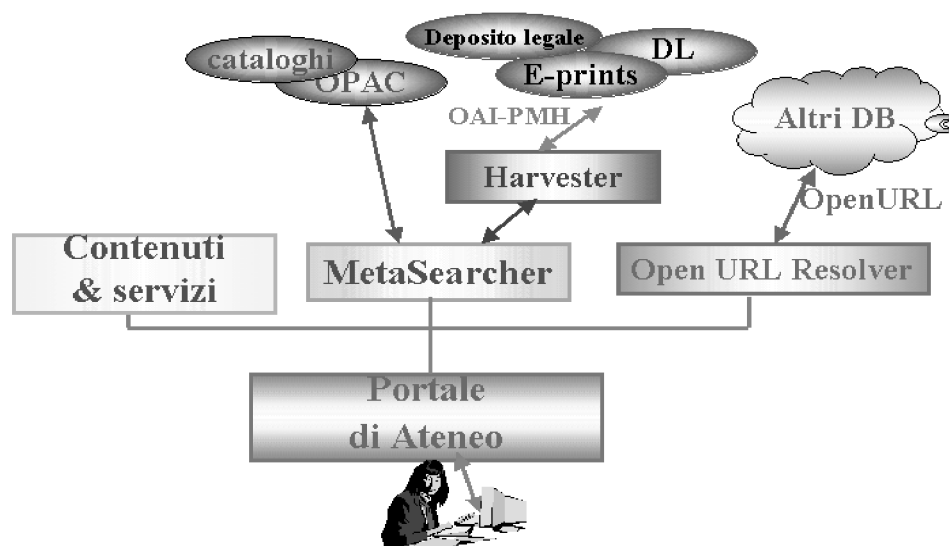 Deposito legale
DL
cataloghi
E-prints
OPAC
OAI-PMH
Altri DB
Harvester
OpenURL
Contenuti
& servizi
MetaSearcher
Open URL Resolver
Portale
di Ateneo